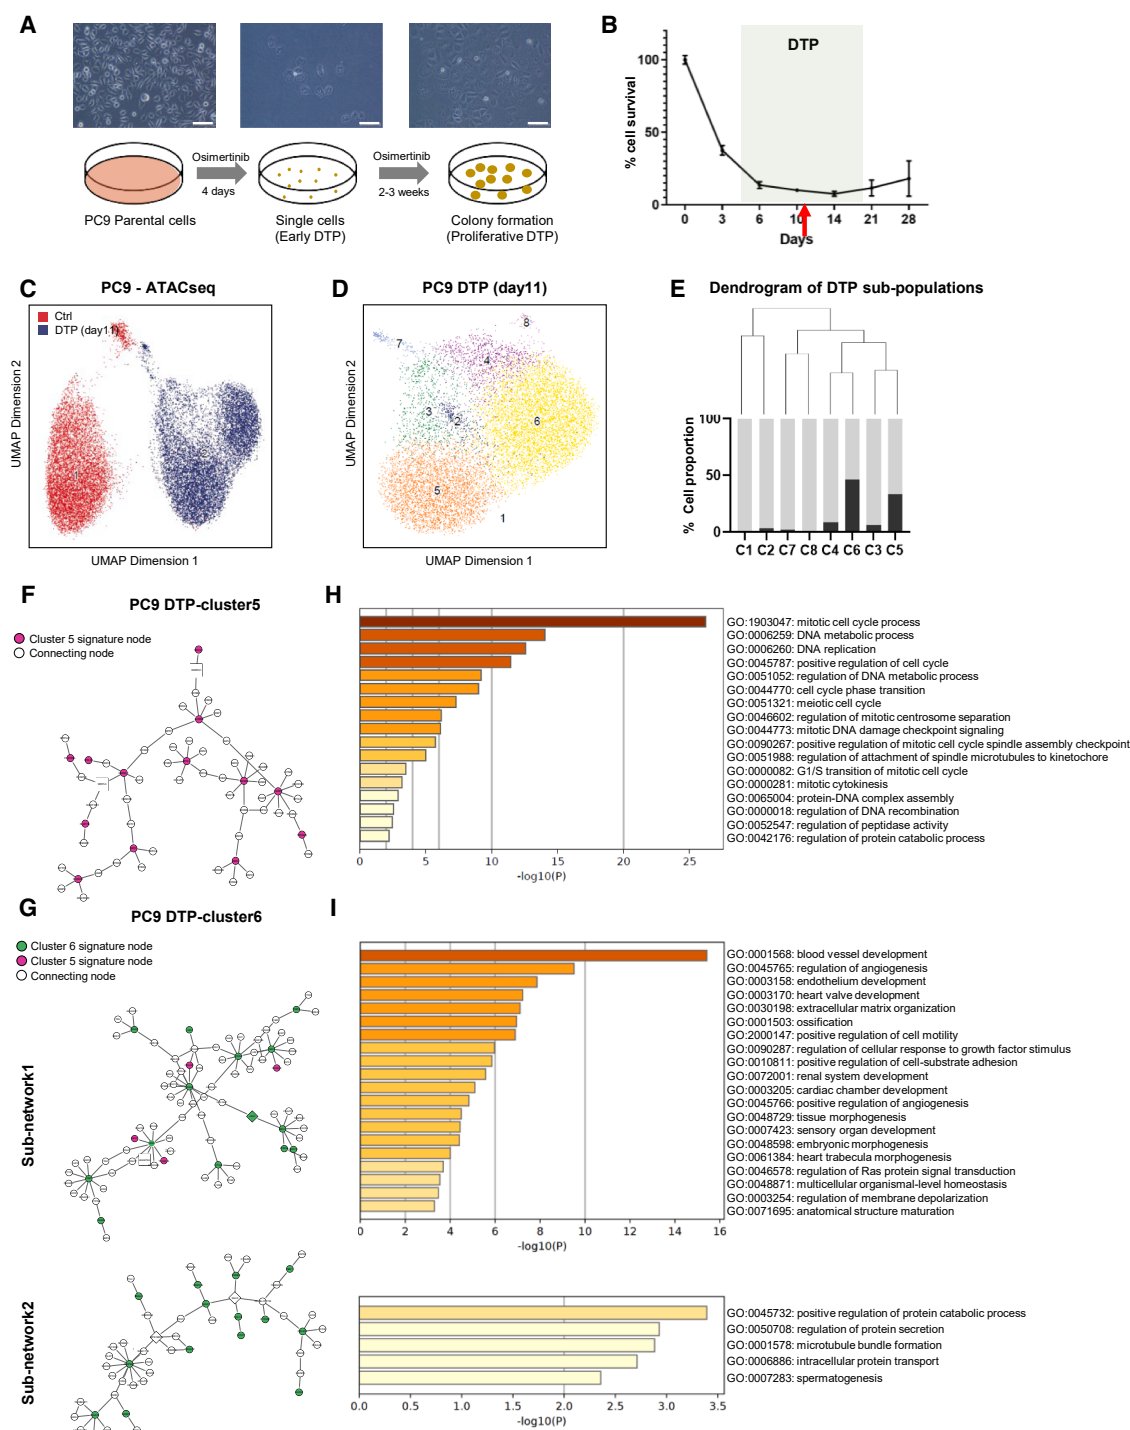 A
Osimertinib
4 days
Osimertinib
2-3 weeks
PC9 Parental cells
Single cells
(Early DTP)
Colony formation
(Proliferative DTP)
B
DTP
% cell survival
100
50
0
0 3 6 10 14 21 28
Days
C
PC9 - ATACseq
Ctrl
DTP (day11)
UMAP Dimension 2
UMAP Dimension 1
D
PC9 DTP (day11)
8
7
4
3
2
6
5
1
UMAP Dimension 2
UMAP Dimension 1
E
Dendrogram of DTP sub-populations
% Cell proportion
100
50
0
C1 C2 C7 C8 C4 C6 C3 C5
F
PC9 DTP-cluster5
Cluster 5 signature node
Connecting node
H
GO:1903047: mitotic cell cycle process
GO:0006259: DNA metabolic process
GO:0006260: DNA replication
GO:0045787: positive regulation of cell cycle
GO:0051052: regulation of DNA metabolic process
GO:0044770: cell cycle phase transition
GO:0051321: meiotic cell cycle
GO:0046602: regulation of mitotic centrosome separation
GO:0044773: mitotic DNA damage checkpoint signaling
GO:0090267: positive regulation of mitotic cell cycle spindle assembly checkpoint
GO:0051988: regulation of attachment of spindle microtubules to kinetochore
GO:0000082: G1/S transition of mitotic cell cycle
GO:0000281: mitotic cytokinesis
GO:0065004: protein-DNA complex assembly
GO:0000018: regulation of DNA recombination
GO:0052547: regulation of peptidase activity
GO:0042176: regulation of protein catabolic process
0 5 10 15 20 25
-log10(P)
G
PC9 DTP-cluster6
Cluster 6 signature node
Cluster 5 signature node
Connecting node
Sub-network1
I
GO:0001568: blood vessel development
GO:0045765: regulation of angiogenesis
GO:0003158: endothelium development
GO:0003170: heart valve development
GO:0030198: extracellular matrix organization
GO:0001503: ossification
GO:2000147: positive regulation of cell motility
GO:0090287: regulation of cellular response to growth factor stimulus
GO:0010811: positive regulation of cell-substrate adhesion
GO:0072001: renal system development
GO:0003205: cardiac chamber development
GO:0045766: positive regulation of angiogenesis
GO:0048729: tissue morphogenesis
GO:0007423: sensory organ development
GO:0048598: embryonic morphogenesis
GO:0061384: heart trabecula morphogenesis
GO:0046578: regulation of Ras protein signal transduction
GO:0048871: multicellular organismal-level homeostasis
GO:0003254: regulation of membrane depolarization
GO:0071695: anatomical structure maturation
0 2 4 6 8 10 12 14 16
-log10(P)
Sub-network2
GO:0045732: positive regulation of protein catabolic process
GO:0050708: regulation of protein secretion
GO:0001578: microtubule bundle formation
GO:0006886: intracellular protein transport
GO:0007283: spermatogenesis
0.0 0.5 1.0 1.5 2.0 2.5 3.0 3.5
-log10(P)